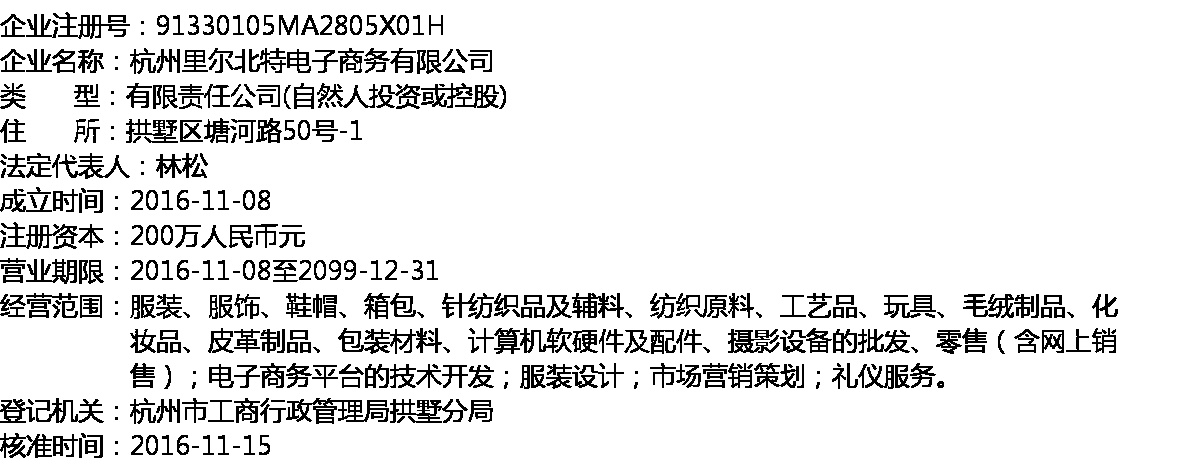 企业注册号：91330105MA2805X01H
企业名称：杭州里尔北特电子商务有限公司
类　　型：有限责任公司(自然人投资或控股)
住　　所：拱墅区塘河路50号-1
法定代表人：林松
成立时间：2016-11-08
注册资本：200万人民币元
营业期限：2016-11-08至2099-12-31
经营范围：服装、服饰、鞋帽、箱包、针纺织品及辅料、纺织原料、工艺品、玩具、毛绒制品、化
妆品、皮革制品、包装材料、计算机软硬件及配件、摄影设备的批发、零售（含网上销
售）；电子商务平台的技术开发；服装设计；市场营销策划；礼仪服务。
登记机关：杭州市工商行政管理局拱墅分局
核准时间：2016-11-15